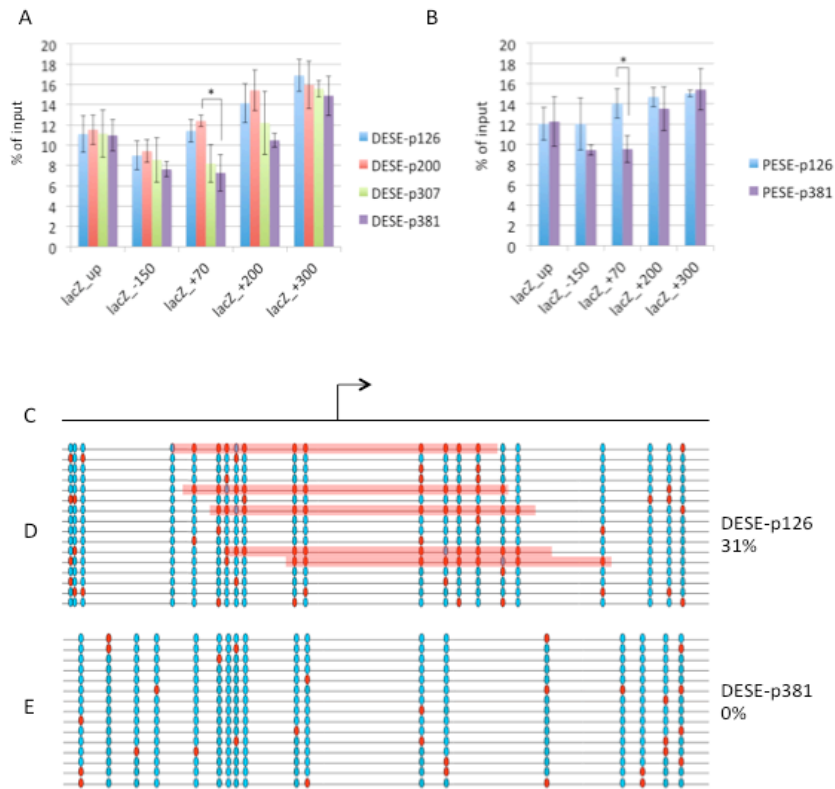 A
% of input
20
18
16
14
12
10
8
6
4
2
0
lacZ_up
lacZ_-150
lacZ_+70
lacZ_+200
lacZ_+300
*
DESE-p126
DESE-p200
DESE-p307
DESE-p381
B
% of input
20
18
16
14
12
10
8
6
4
2
0
lacZ_up
lacZ_-150
lacZ_+70
lacZ_+200
lacZ_+300
*
PESE-p126
PESE-p381
C
D
DESE-p126
31%
E
DESE-p381
0%